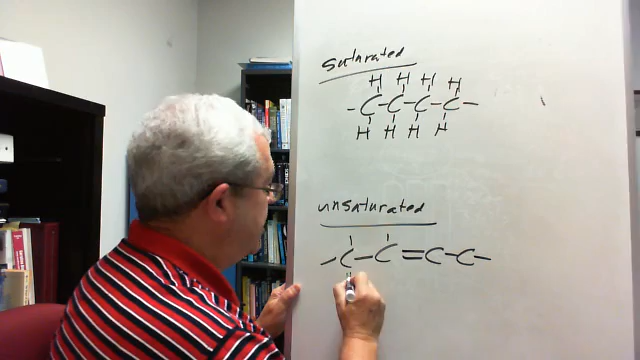 saturated
H H H H
-C-C-C-C-
H H H H
unsaturated
-C-C=C-C-